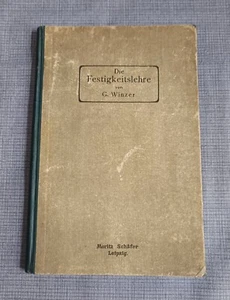 Die
Festigkeitslehre
von
G. Winzer
Moritz Schäfer
Leipzig.